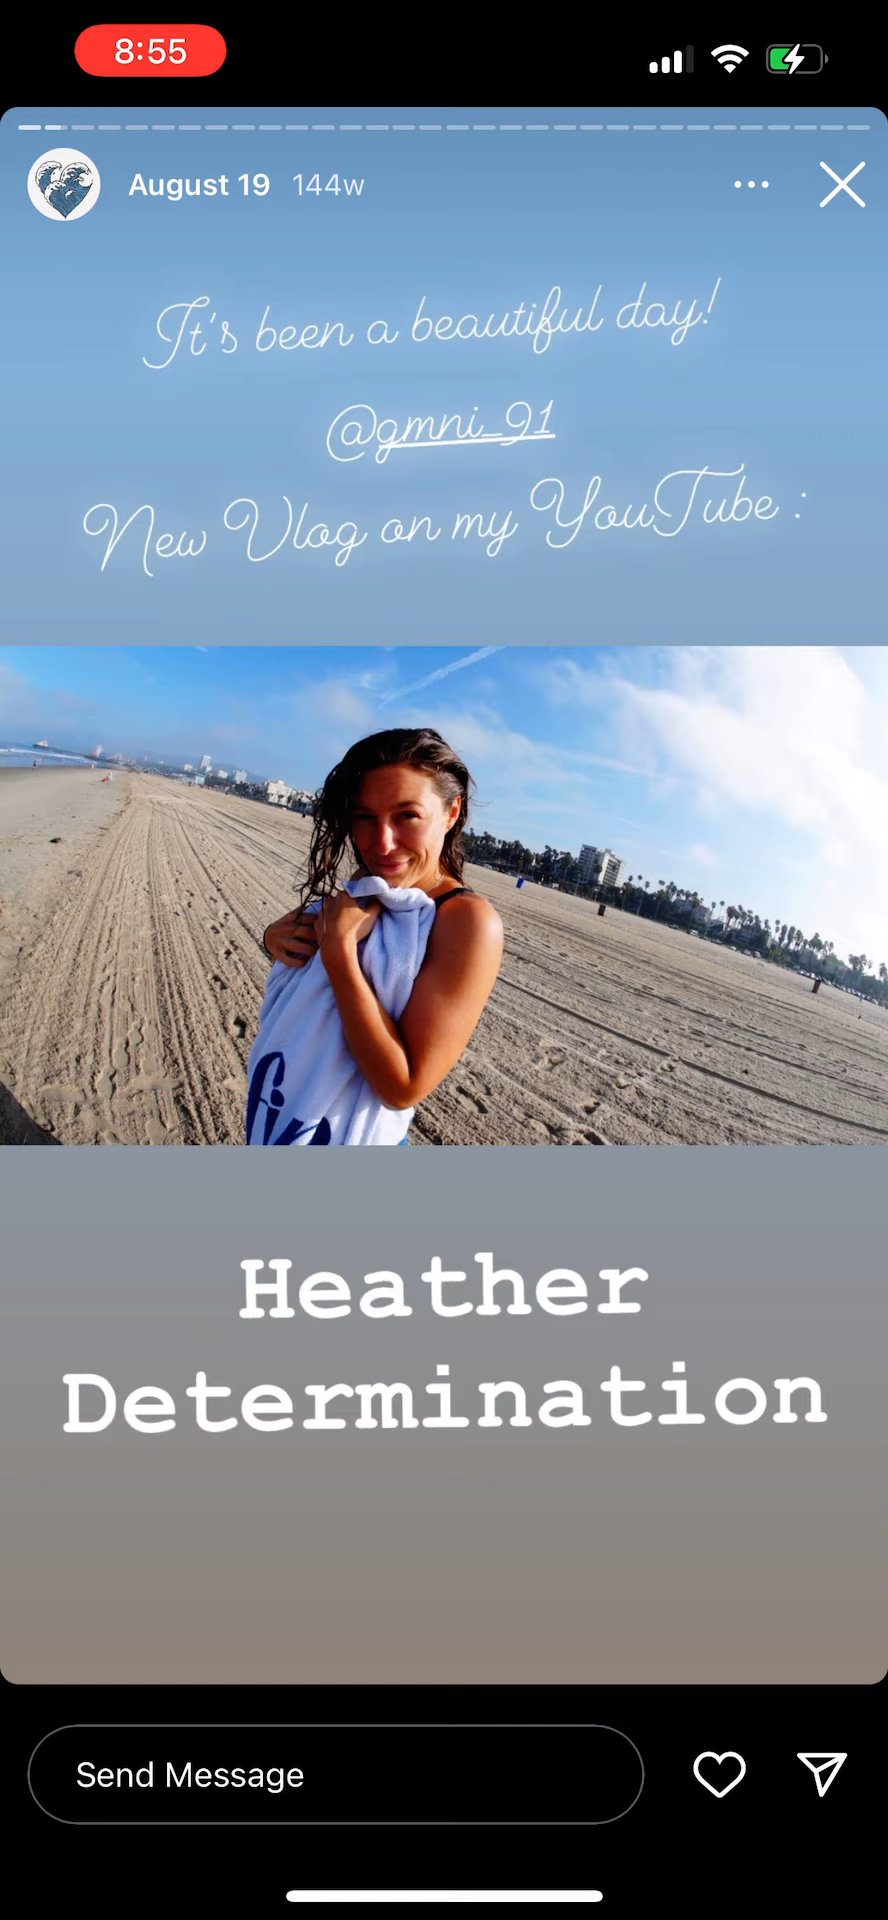 8:55
August 19 144w
It's been a beautiful day!
@gmni_91
New Vlog on my YouTube :
fin
Heather
Determination
Send Message